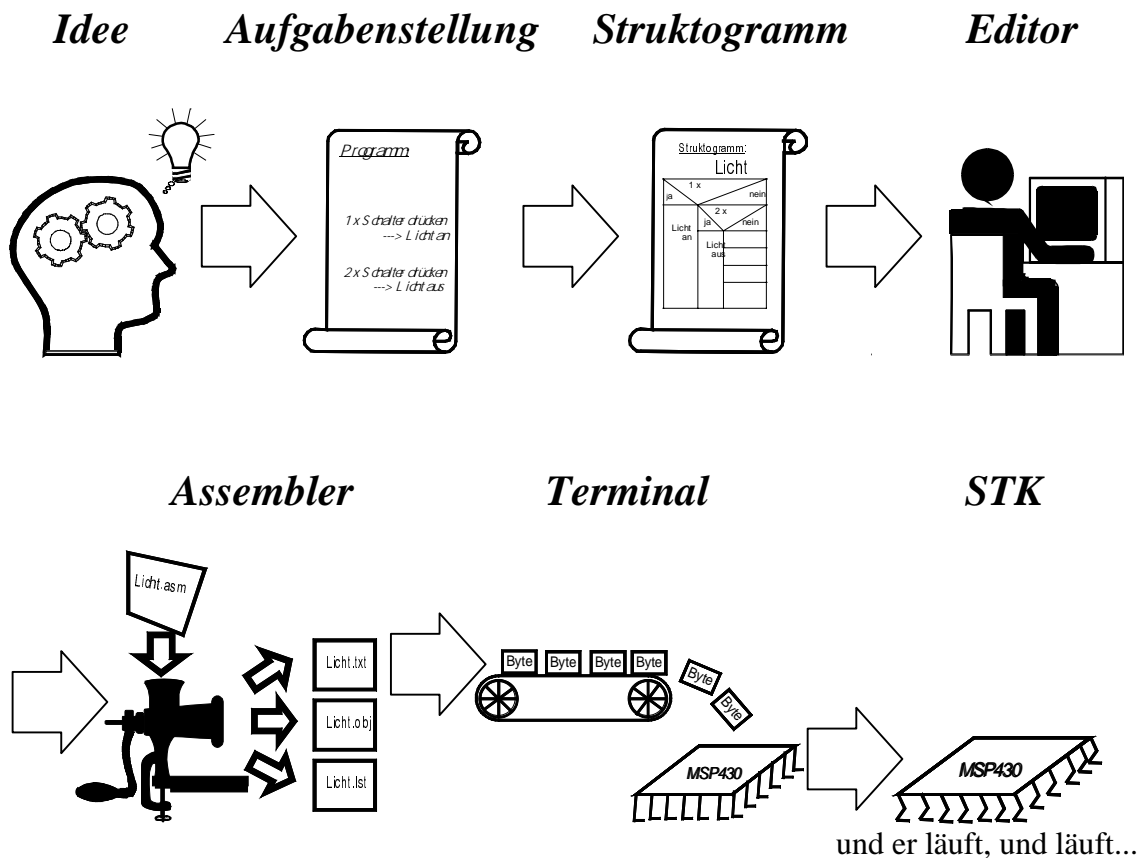 Idee
Aufgabenstellung
Struktogramm
Editor
Programm:
1 x Schalter drücken
---> Licht an
2 x Schalter drücken
---> Licht aus
Struktogramm:
Licht
1 x
ja
nein
2 x
ja
nein
Licht
an
Licht
aus
Assembler
Terminal
STK
Licht.asm
Licht.txt
Licht.obj
Licht.lst
Byte
Byte
Byte
Byte
Byte
Byte
MSP430
MSP430
und er läuft, und läuft...